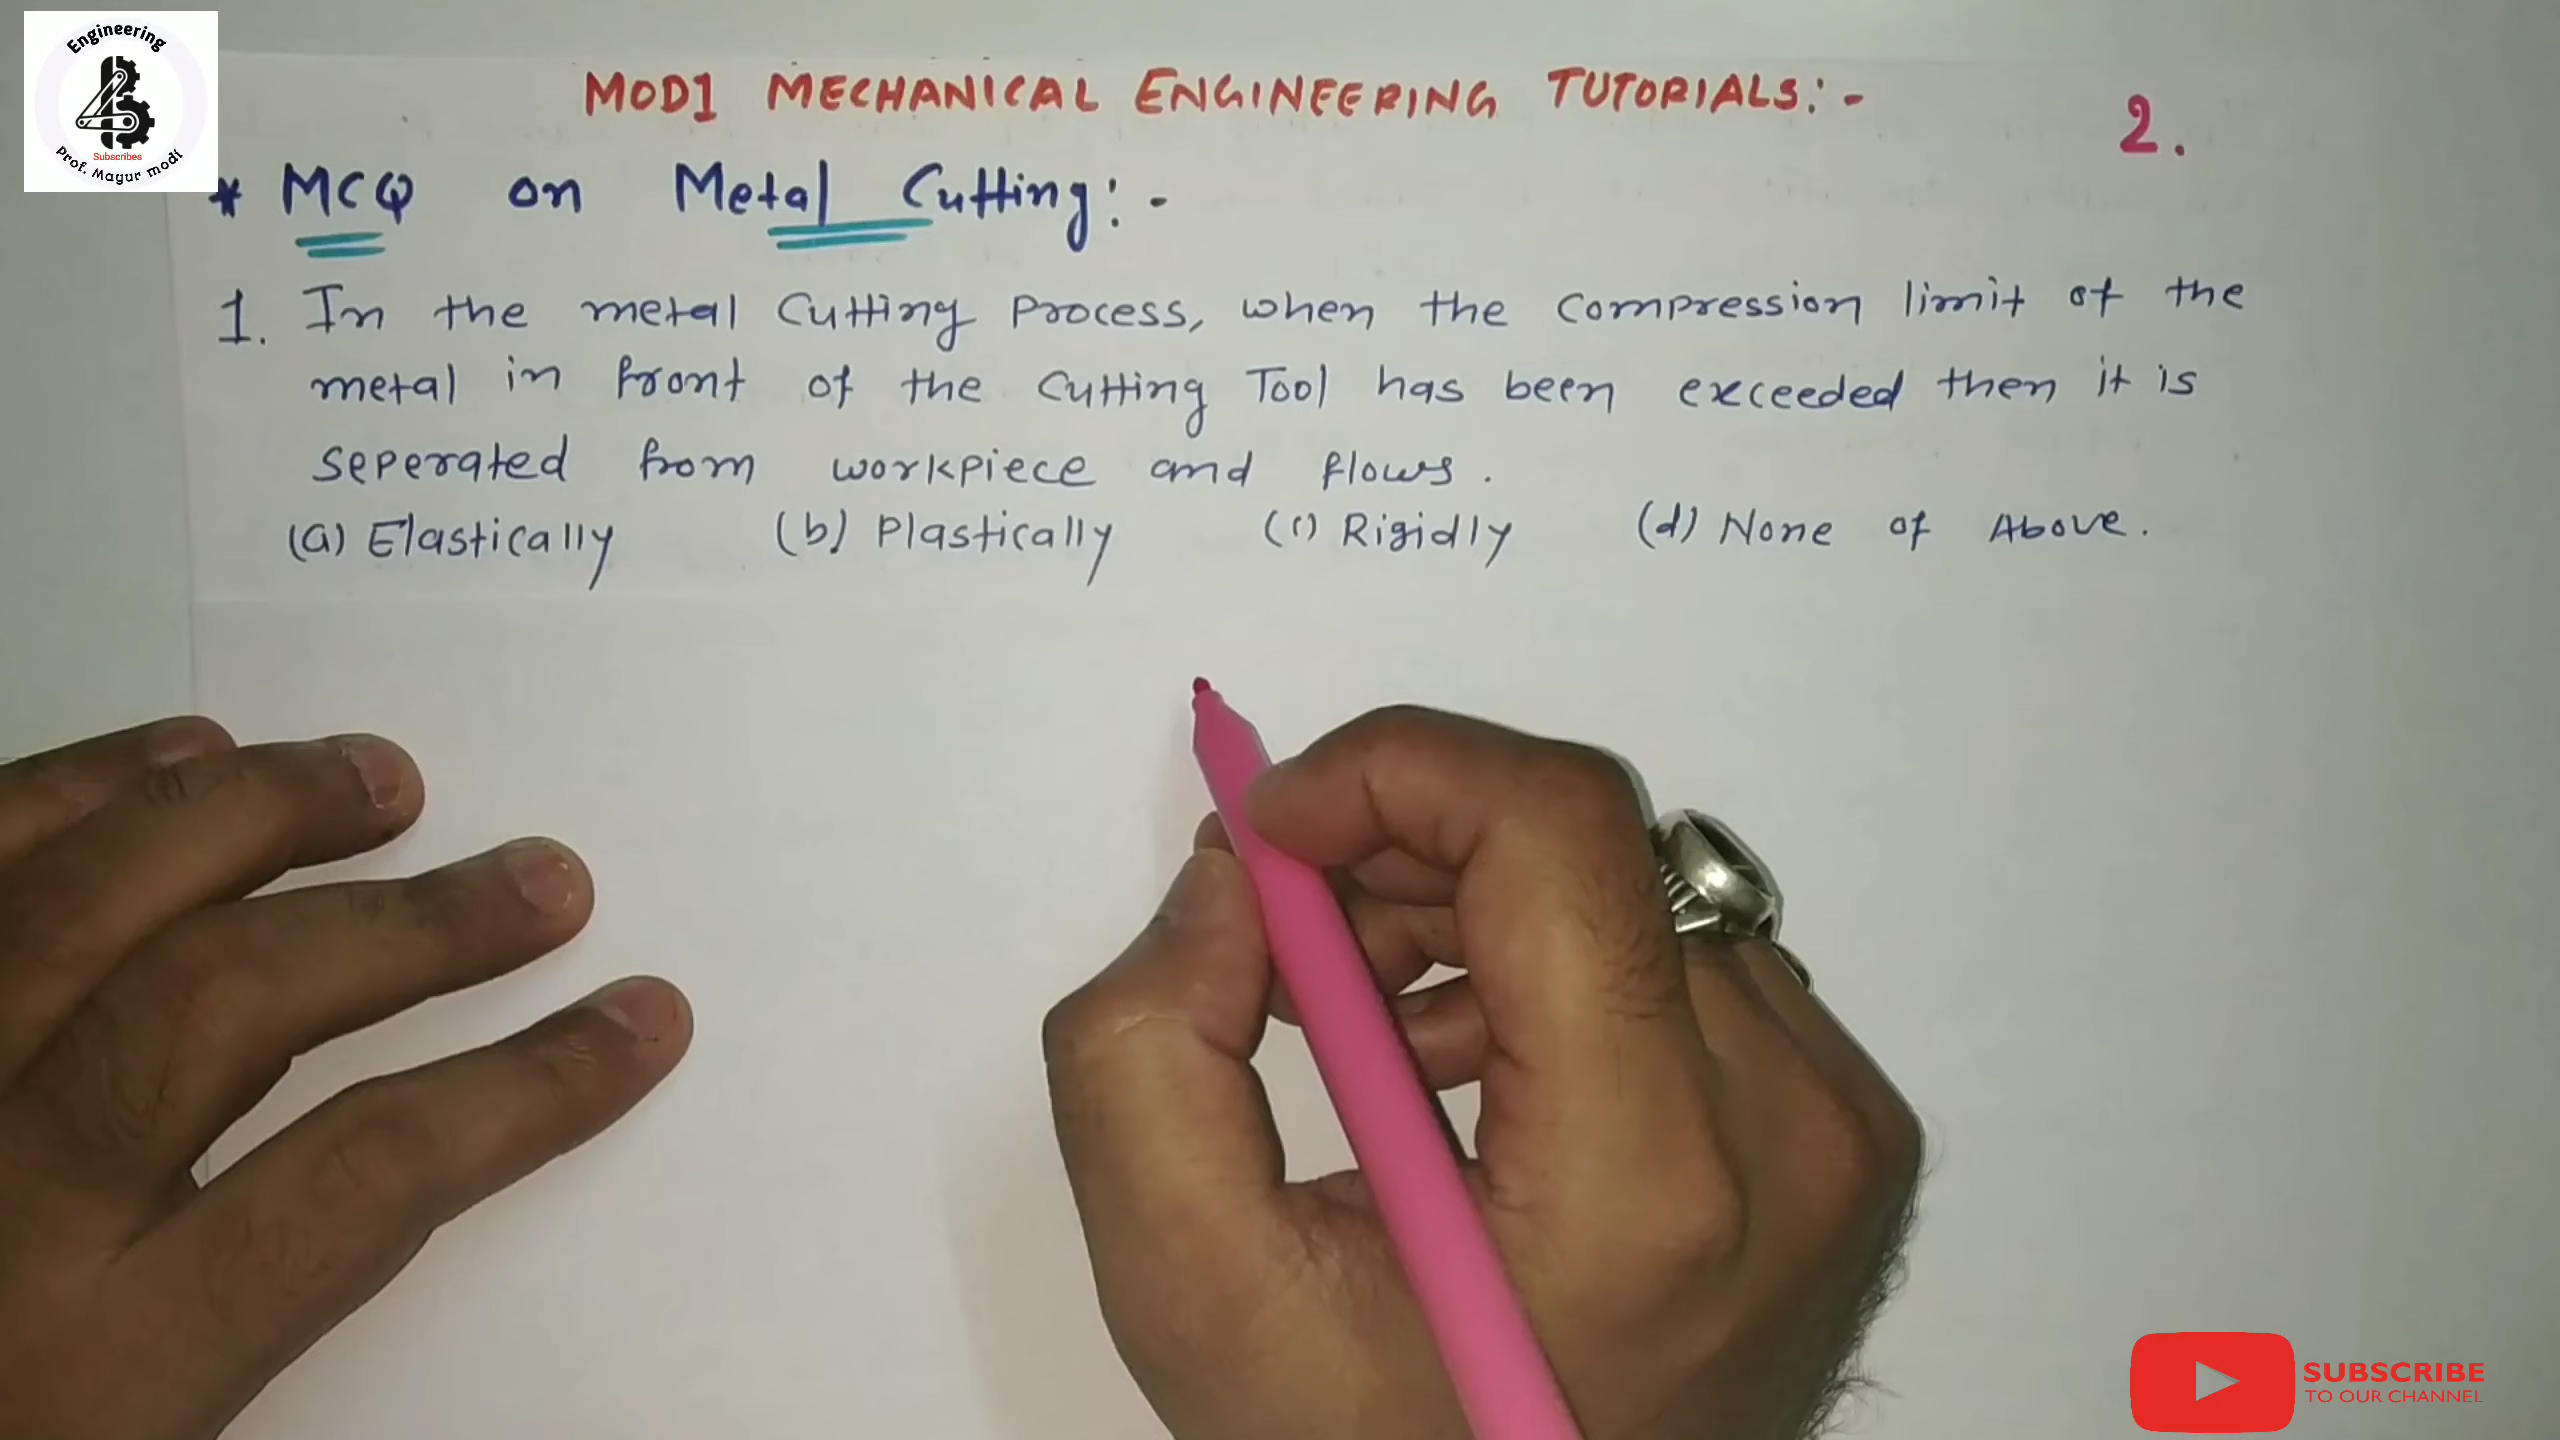 Engineering
Subscribes
Prof. Mayur modi
MOD1 MECHANICAL ENGINEERING TUTORIALS:-
2.
* MCQ on Metal Cutting:-
1. In the metal Cutting process, when the compression limit of the
metal in front of the Cutting Tool has been exceeded then it is
seperated from workpiece and flows.
(a) Elastically (b) Plastically (c) Rigidly (d) None of Above.
SUBSCRIBE
TO OUR CHANNEL